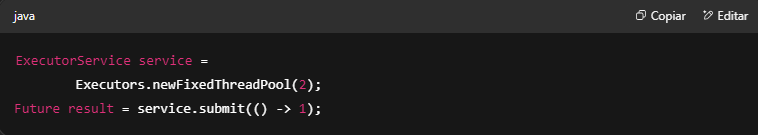 java
Copiar
Editar
ExecutorService service =
        Executors.newFixedThreadPool(2);
Future result = service.submit(() -> 1);